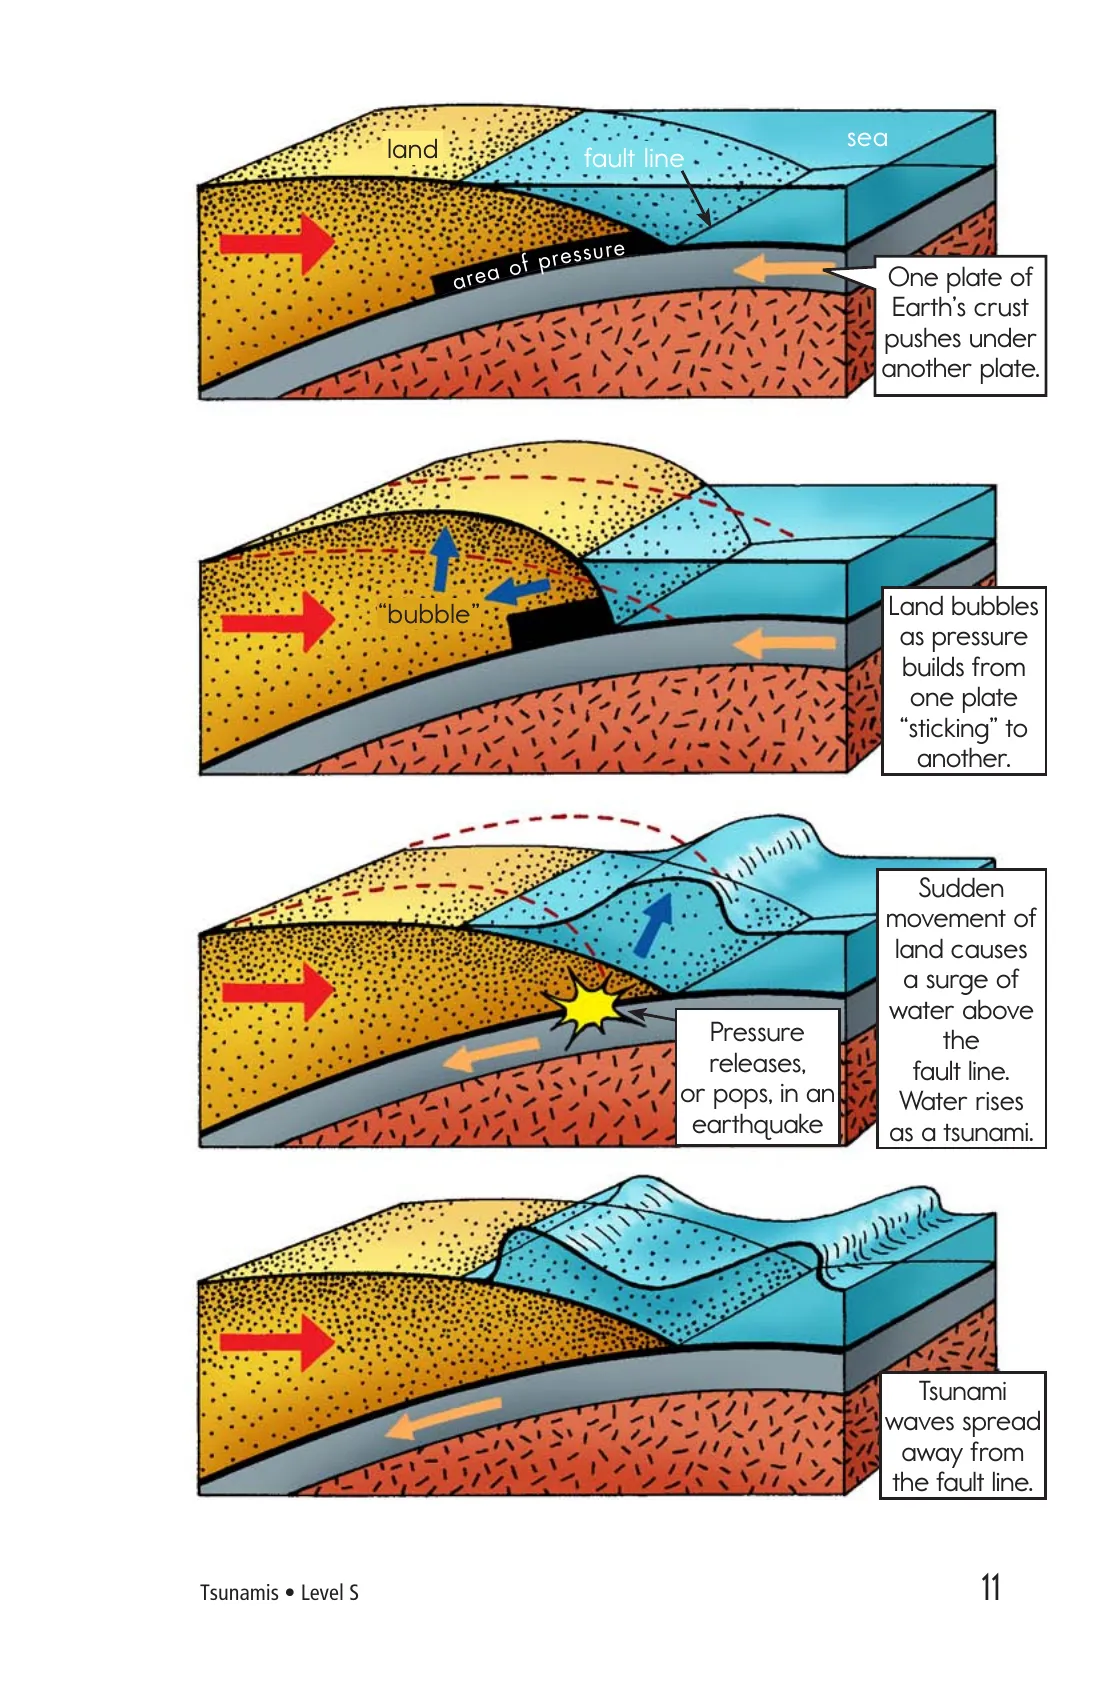 land
sea
fault line
area of pressure
One plate of
Earth's crust
pushes under
another plate.
"bubble"
Land bubbles
as pressure
builds from
one plate
"sticking" to
another.
Sudden
movement of
land causes
a surge of
water above
the
fault line.
Water rises
as a tsunami.
Pressure
releases,
or pops, in an
earthquake
Tsunami
waves spread
away from
the fault line.
Tsunamis • Level S
11